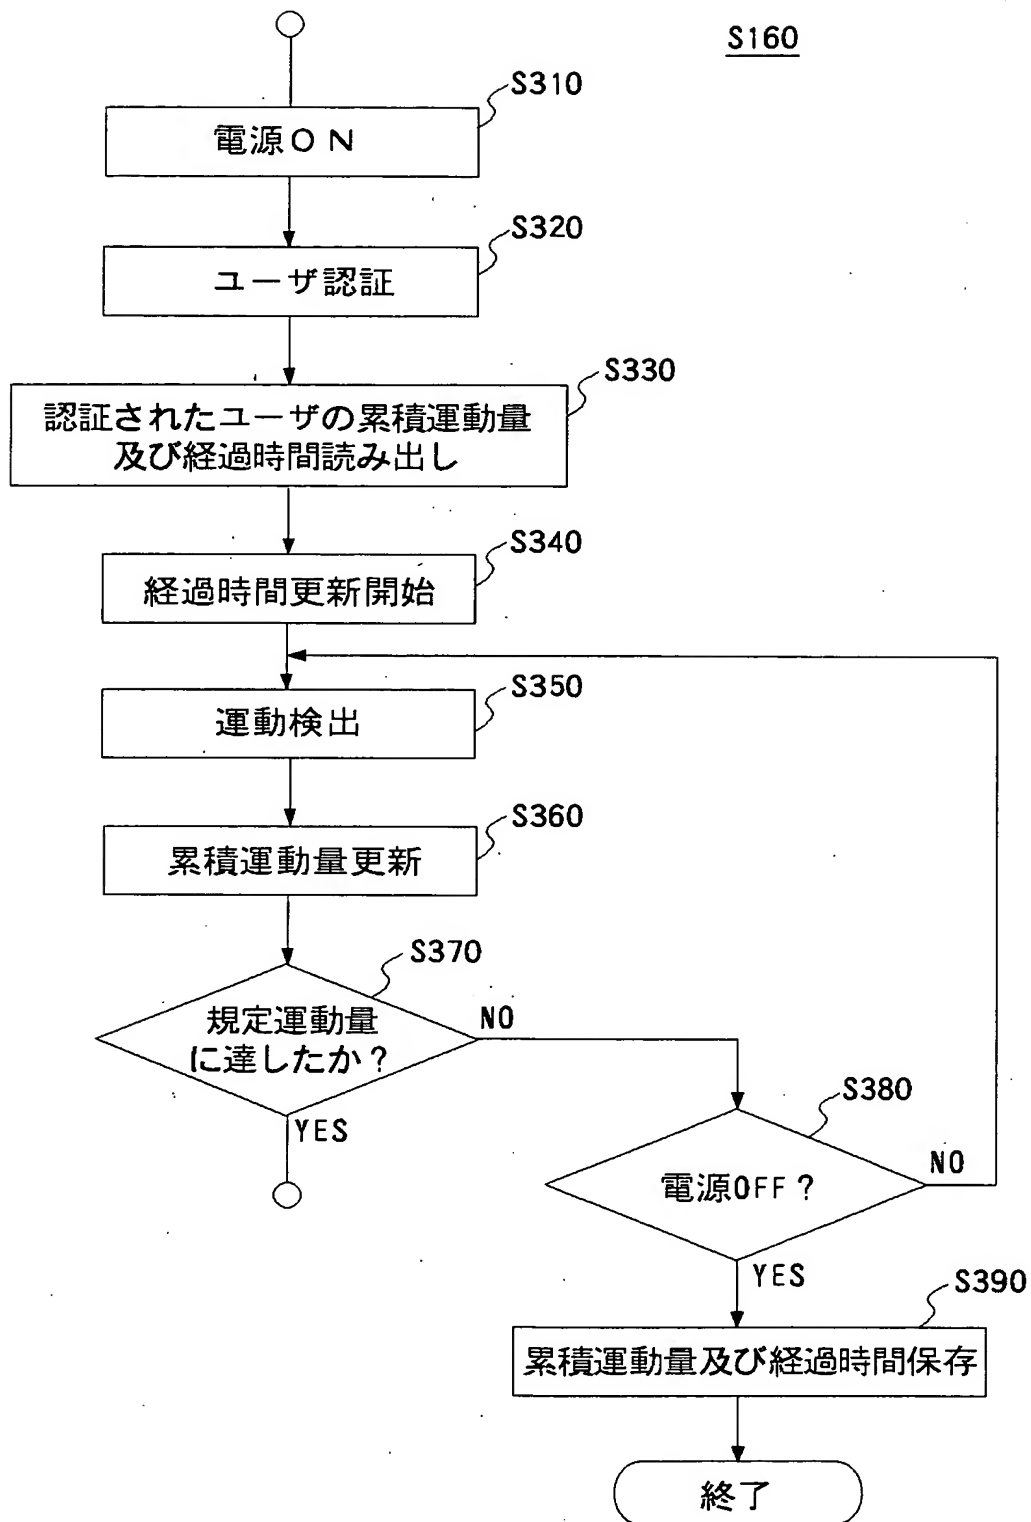 S160
S310
電源ON
S320
ユーザ認証
S330
認証されたユーザの累積運動量
及び経過時間読み出し
S340
経過時間更新開始
S350
運動検出
S360
累積運動量更新
S370
規定運動量
に達したか?
NO
YES
S380
電源OFF?
NO
YES
S390
累積運動量及び経過時間保存
終了